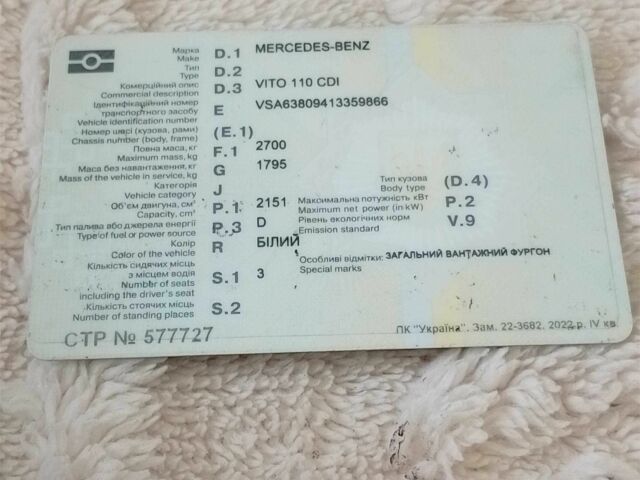 Марка D.1 MERCEDES-BENZ
Make
Тип D.2
Type
Комерційний опис D.3 VITO 110 CDI
Commercial description
Ідентифікаційний номер
транспортного засобу E VSA63809413359866
Vehicle identification number
Номер шасі (кузова, рами) (E.1)
Chassis number (body, frame)
Повна маса, кг F.1 2700
Maximum mass, kg
Маса без навантаження, кг G 1795
Mass of the vehicle in service, kg
Категорія J
Vehicle category
Тип кузова (D.4)
Body type
Об'єм двигуна, см³ P.1 2151
Capacity, cm³
Максимальна потужність кВт P.2
Maximum net power (in kW)
Тип палива або джерела енергії P.3 D
Type of fuel or power source
Рівень екологічних норм V.9
Emission standard
Колір R БІЛИЙ
Color of the vehicle
Особливі відмітки: ЗАГАЛЬНИЙ ВАНТАЖНИЙ ФУРГОН
Special marks
Кількість сидячих місць
з місцем водія S.1 3
Number of seats
including the driver's seat
Кількість стоячих місць S.2
Number of standing places
СТР № 577727
ПК "Україна". Зам. 22-3682. 2022 р. IV кв.